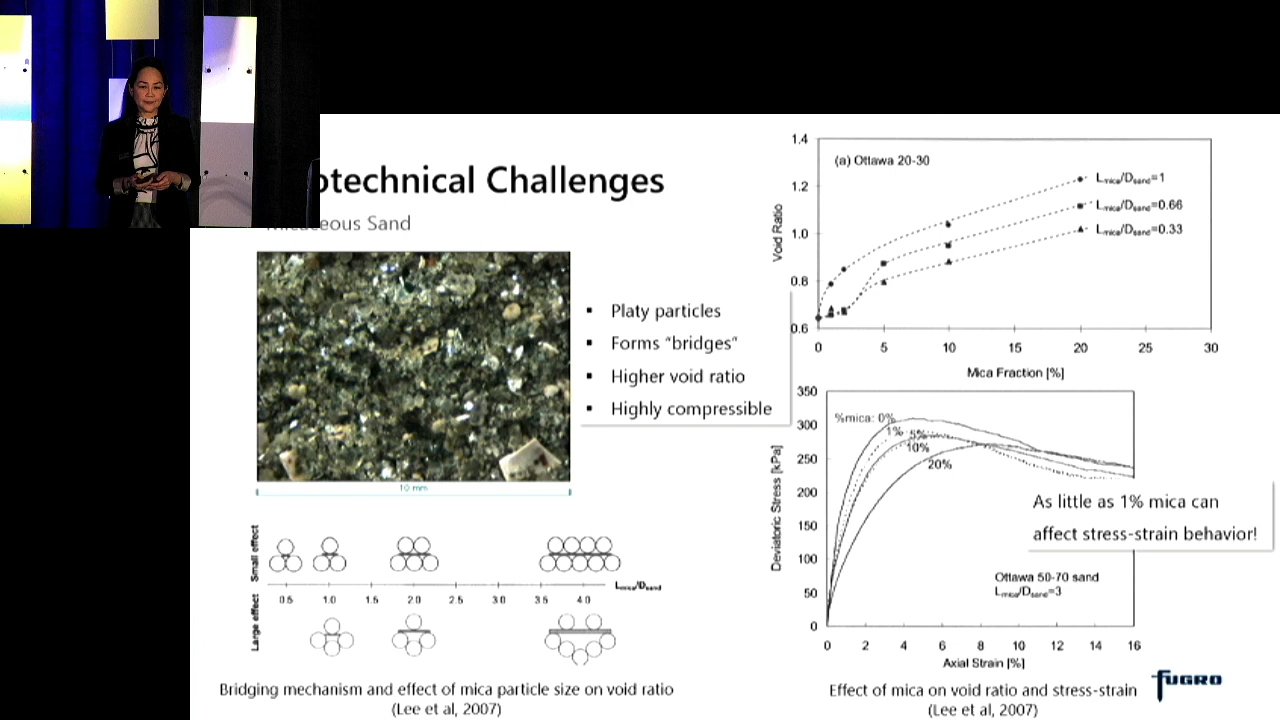 otechnical Challenges
Micaceous Sand
10 mm
▪ Platy particles
▪ Forms "bridges"
▪ Higher void ratio
▪ Highly compressible
Small effect
Large effect
0.5 1.0 1.5 2.0 2.5 3.0 3.5 4.0
Lmica/Dsand
Bridging mechanism and effect of mica particle size on void ratio
(Lee et al, 2007)
(a) Ottawa 20-30
Void Ratio
1.4
1.2
1.0
0.8
0.6
Lmica/Dsand=1
Lmica/Dsand=0.66
Lmica/Dsand=0.33
0 5 10 15 20 25 30
Mica Fraction [%]
Deviatoric Stress [kPa]
350
300
250
200
150
100
50
0
%mica: 0%
1% 5%
10%
20%
As little as 1% mica can
affect stress-strain behavior!
Ottawa 50-70 sand
Lmica/Dsand=3
0 2 4 6 8 10 12 14 16
Axial Strain [%]
Effect of mica on void ratio and stress-strain
(Lee et al, 2007)
FUGRO